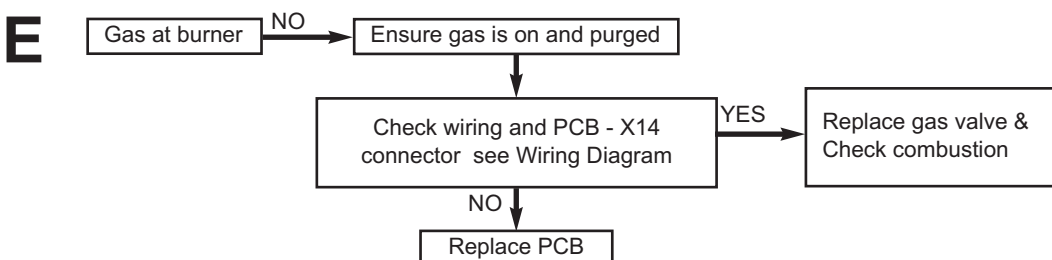 E
Gas at burner
NO
Ensure gas is on and purged
Check wiring and PCB - X14
connector see Wiring Diagram
YES
Replace gas valve &
Check combustion
NO
Replace PCB